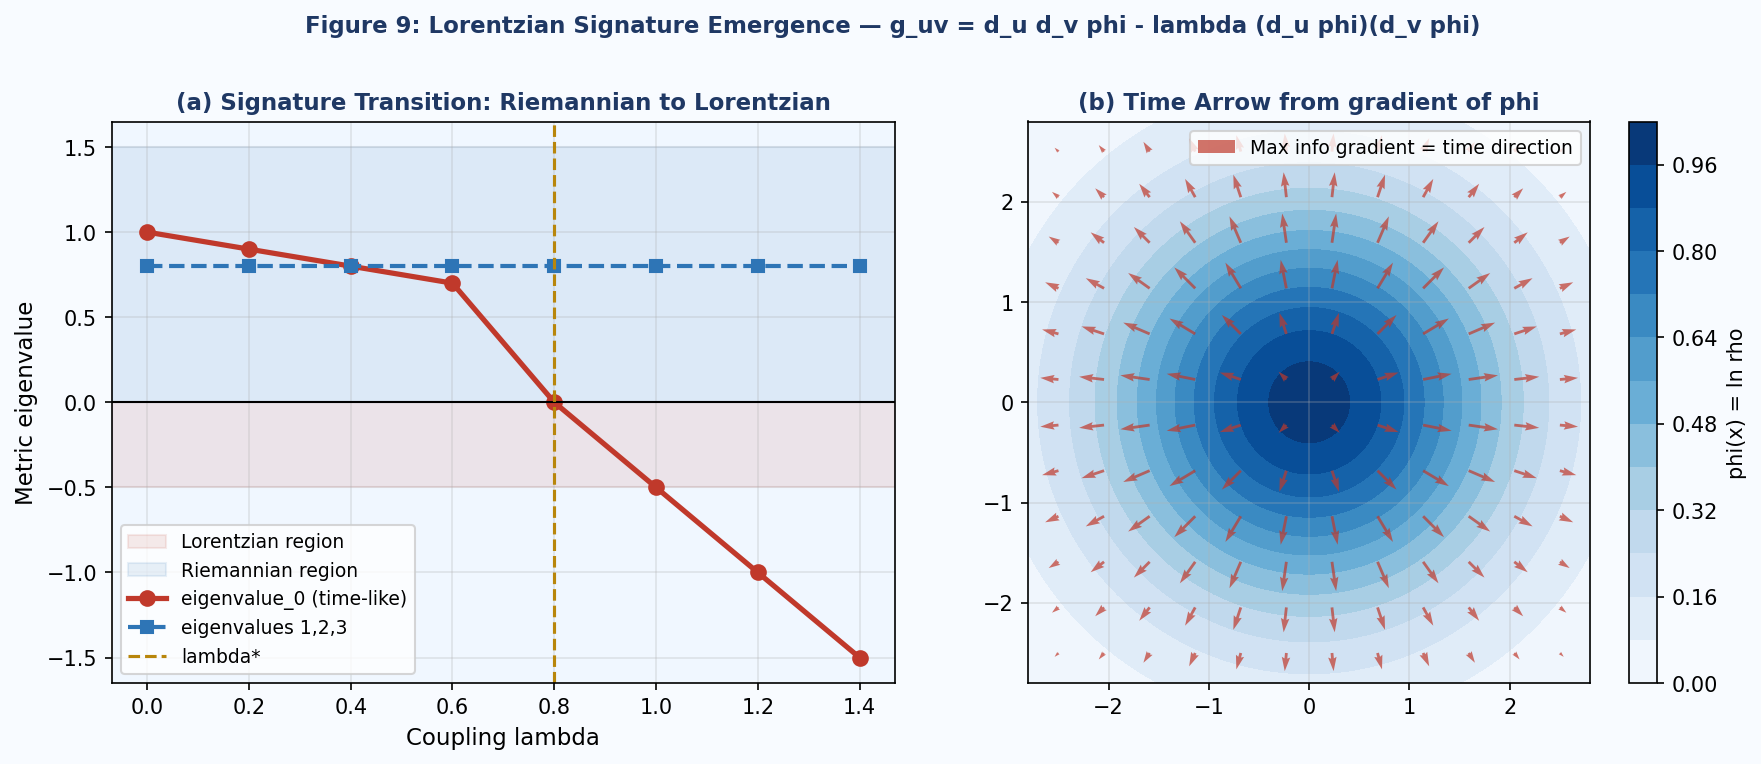 Figure 9: Lorentzian Signature Emergence — g_uv = d_u d_v phi - lambda (d_u phi)(d_v phi)
(a) Signature Transition: Riemannian to Lorentzian
1.5
1.0
0.5
0.0
−0.5
−1.0
−1.5
Metric eigenvalue
Lorentzian region
Riemannian region
eigenvalue_0 (time-like)
eigenvalues 1,2,3
lambda*
0.0 0.2 0.4 0.6 0.8 1.0 1.2 1.4
Coupling lambda
(b) Time Arrow from gradient of phi
Max info gradient = time direction
2
1
0
−1
−2
−2 −1 0 1 2
0.96
0.80
0.64
0.48
0.32
0.16
0.00
phi(x) = ln rho